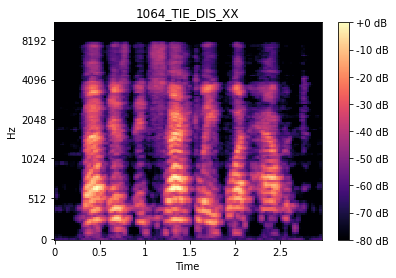 1064_TIE_DIS_XX
Hz
8192
4096
2048
1024
512
0
0
0.5
1
1.5
2
2.5
Time
+0 dB
-10 dB
-20 dB
-30 dB
-40 dB
-50 dB
-60 dB
-70 dB
-80 dB